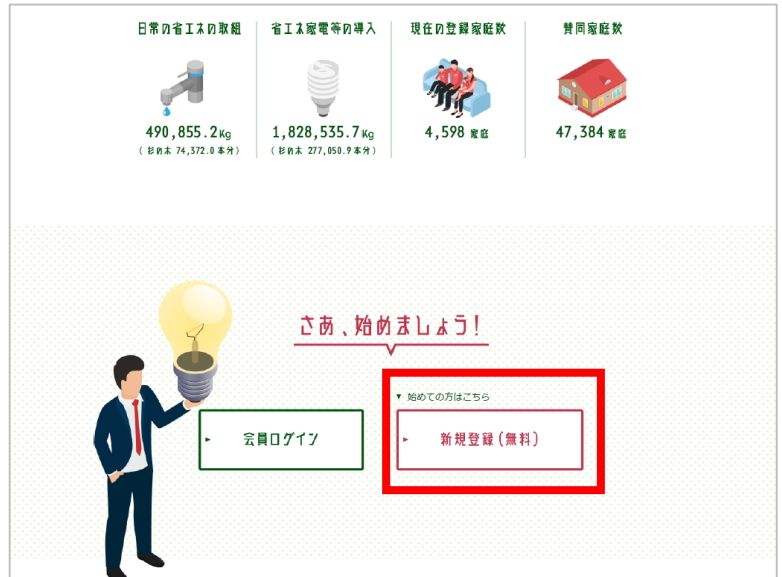 日常の省エネの取組
省エネ家電等の導入
現在の登録家庭数
賛同家庭数
490,855.2Kg
(杉の木 74,372.0本分)
1,828,535.7Kg
(杉の木 277,050.9本分)
4,598 家庭
47,384 家庭
さあ、始めましょう!
▼ 始めての方はこちら
会員ログイン
新規登録(無料)